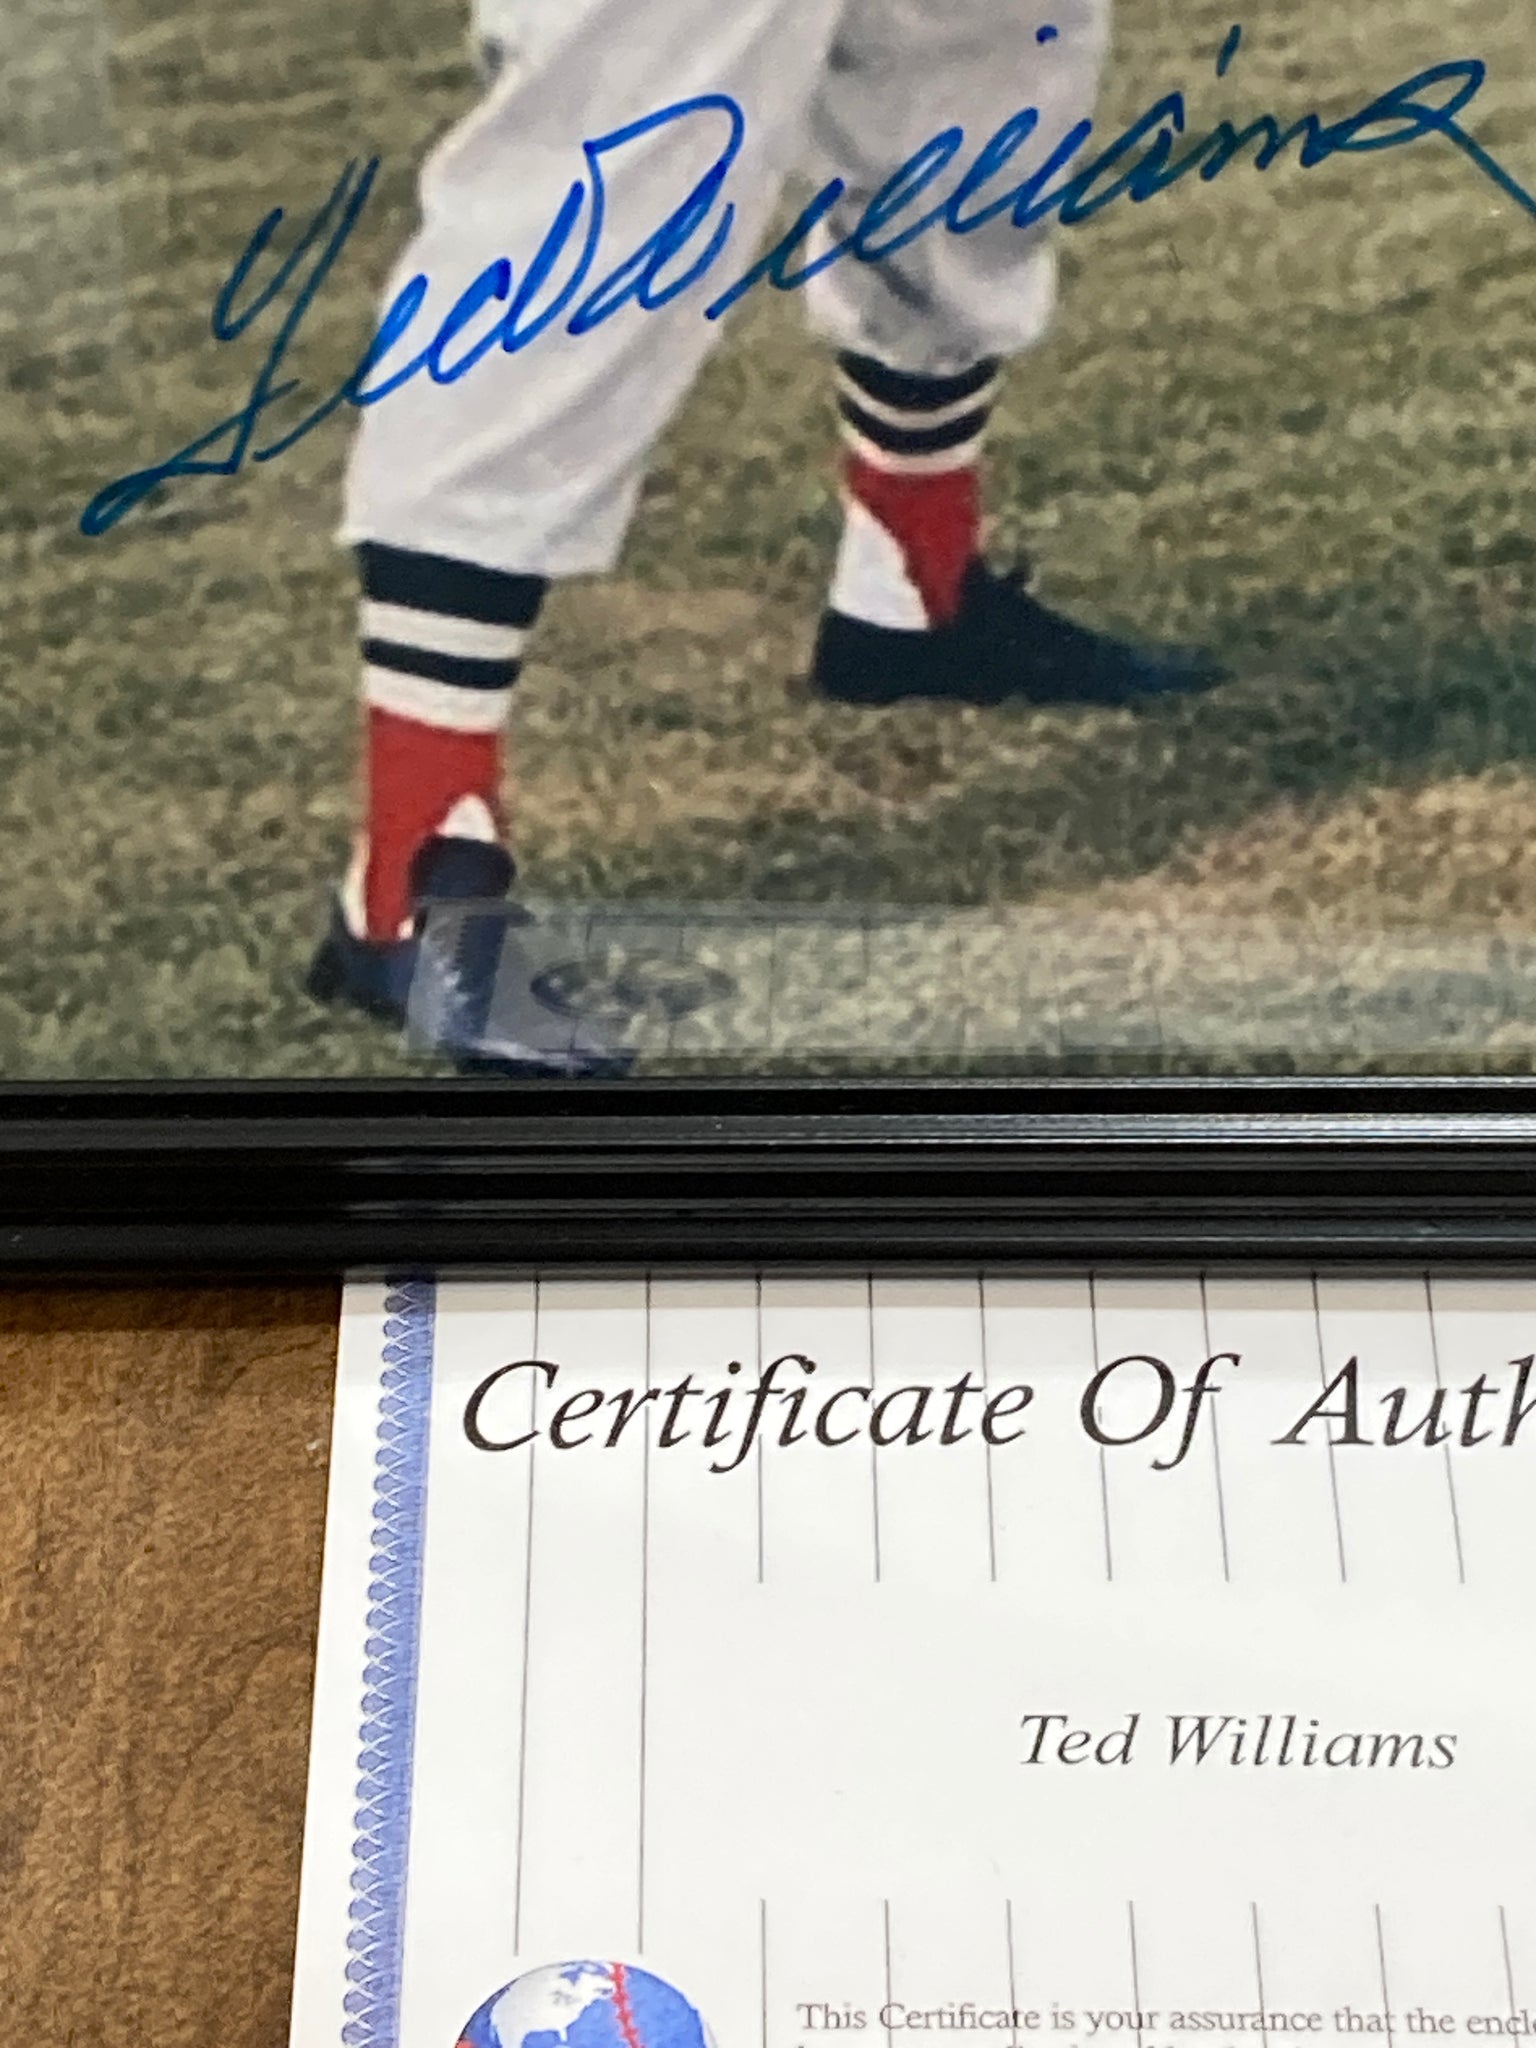 Ted Williams
Certificate Of Auth
Ted Williams
This Certificate is your assurance that the encl